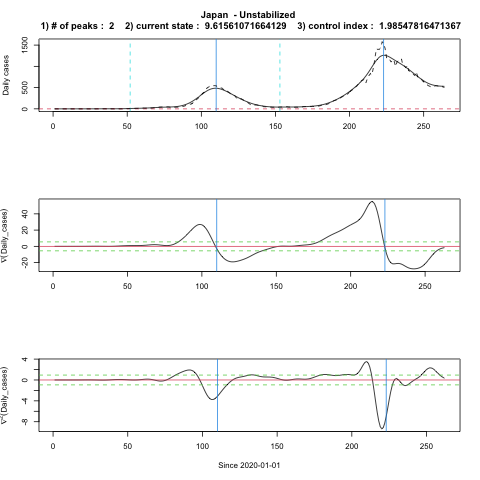 Japan - Unstabilized
1) # of peaks : 2 2) current state : 9.61561071664129 3) control index : 1.98547816471367
Daily cases
0 500 1500
0 50 100 150 200 250
∇(Daily_cases)
-20 0 20 40
0 50 100 150 200 250
∇²(Daily_cases)
-8 -4 0 4
0 50 100 150 200 250
Since 2020-01-01